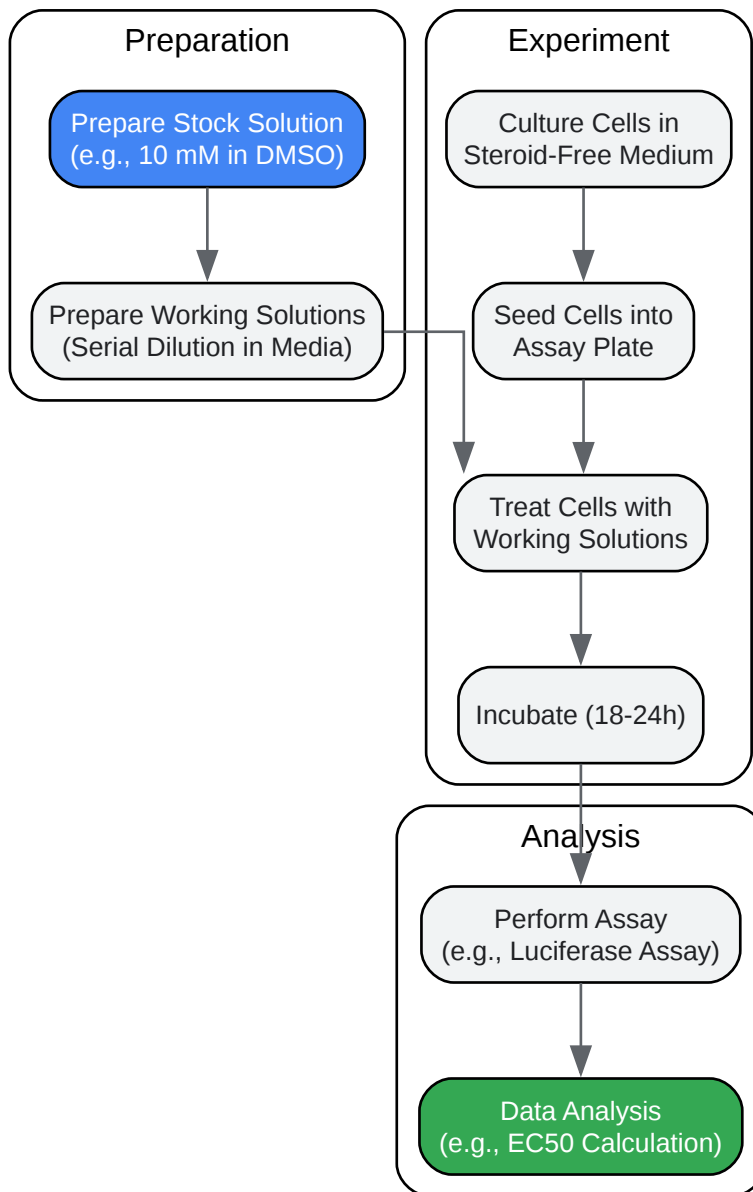 Preparation
Prepare Stock Solution
(e.g., 10 mM in DMSO)
Prepare Working Solutions
(Serial Dilution in Media)
Experiment
Culture Cells in
Steroid-Free Medium
Seed Cells into
Assay Plate
Treat Cells with
Working Solutions
Incubate (18-24h)
Analysis
Perform Assay
(e.g., Luciferase Assay)
Data Analysis
(e.g., EC50 Calculation)